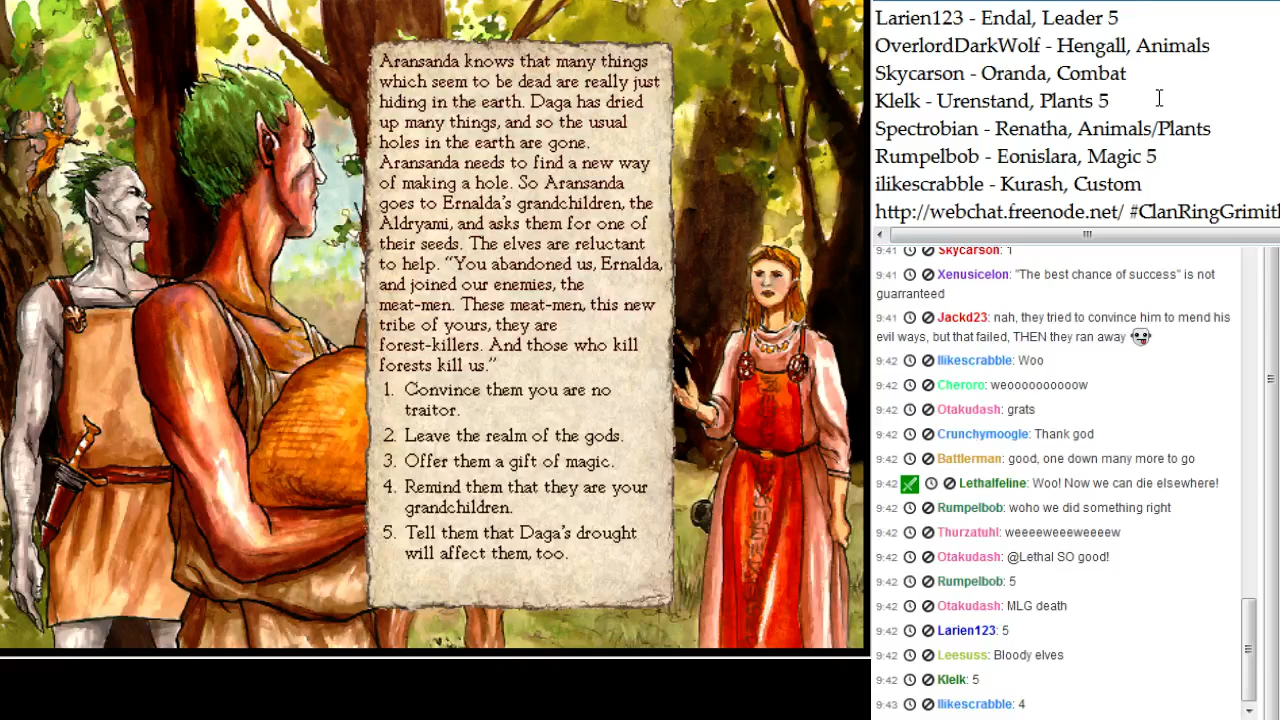 Aransanda knows that many things
which seem to be dead are really just
hiding in the earth. Daga has dried
up many things, and so the usual
holes in the earth are gone.
Aransanda needs to find a new way
of making a hole. So Aransanda
goes to Ernalda's grandchildren, the
Aldryami, and asks them for one of
their seeds. The elves are reluctant
to help. “You abandoned us, Ernalda,
and joined our enemies, the
meat-men. These meat-men, this new
tribe of yours, they are
forest-killers. And those who kill
forests kill us.”
1. Convince them you are no
traitor.
2. Leave the realm of the gods.
3. Offer them a gift of magic.
4. Remind them that they are your
grandchildren.
5. Tell them that Daga's drought
will affect them, too.
Larien123 - Endal, Leader 5
OverlordDarkWolf - Hengall, Animals
Skycarson - Oranda, Combat
Klelk - Urenstand, Plants 5
Spectrobian - Renatha, Animals/Plants
Rumpelbob - Eonislara, Magic 5
ilikescrabble - Kurash, Custom
http://webchat.freenode.net/ #ClanRingGrimith
9:41 Skycarson: 1
9:41 Xenusicelon: "The best chance of success" is not
guarranteed
9:41 Jackd23: nah, they tried to convince him to mend his
evil ways, but that failed, THEN they ran away
9:42 Ilikescrabble: Woo
9:42 Cheroro: weoooooooooow
9:42 Otakudash: grats
9:42 Crunchymoogle: Thank god
9:42 Battlerman: good, one down many more to go
9:42 Lethalfeline: Woo! Now we can die elsewhere!
9:42 Rumpelbob: woho we did something right
9:42 Thurzatuhl: weeeeweeeweeeew
9:42 Otakudash: @Lethal SO good!
9:42 Rumpelbob: 5
9:42 Otakudash: MLG death
9:42 Larien123: 5
9:42 Leesuss: Bloody elves
9:42 Klelk: 5
9:43 Ilikescrabble: 4